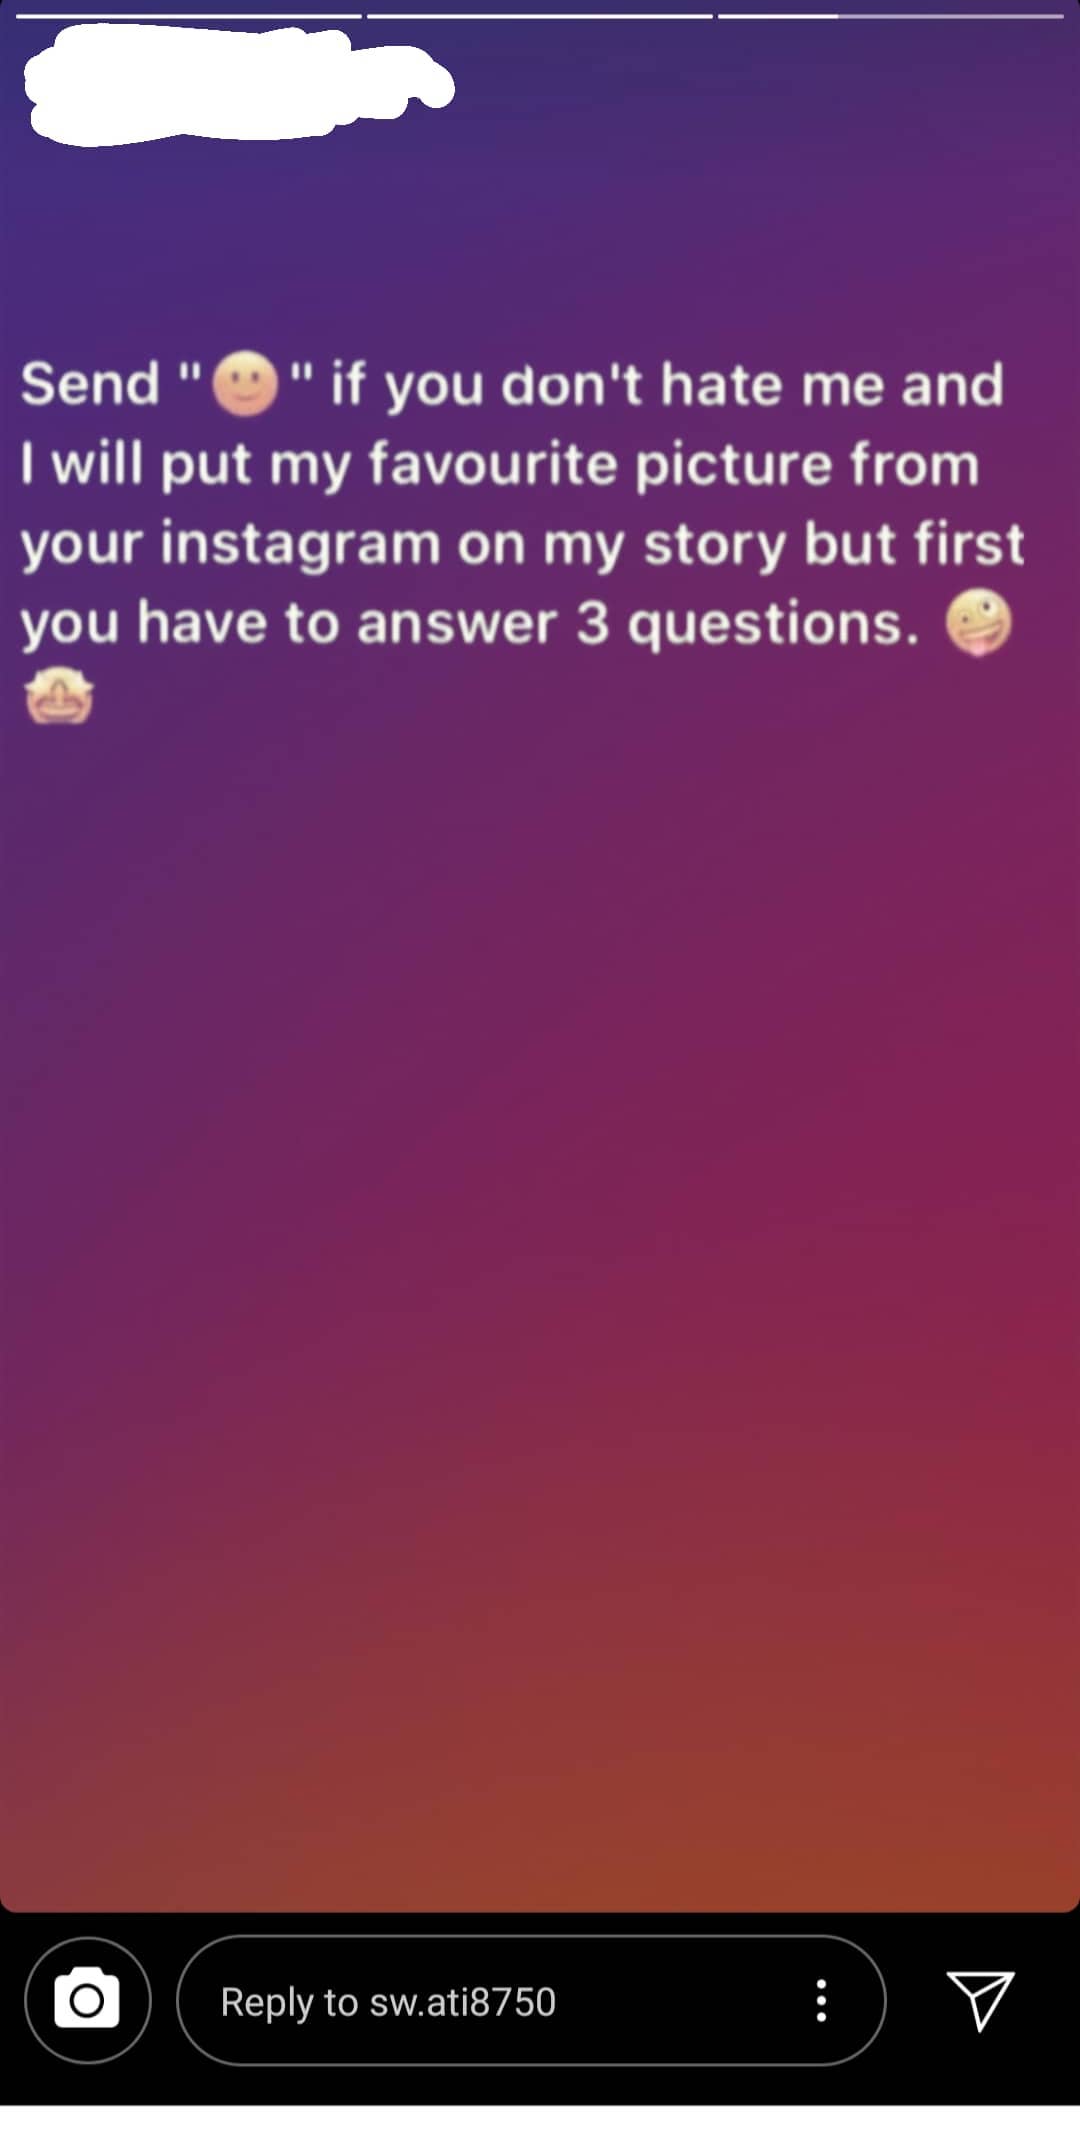 Send "🙂" if you don't hate me and
I will put my favourite picture from
your instagram on my story but first
you have to answer 3 questions. 🤪
🤩
Reply to sw.ati8750